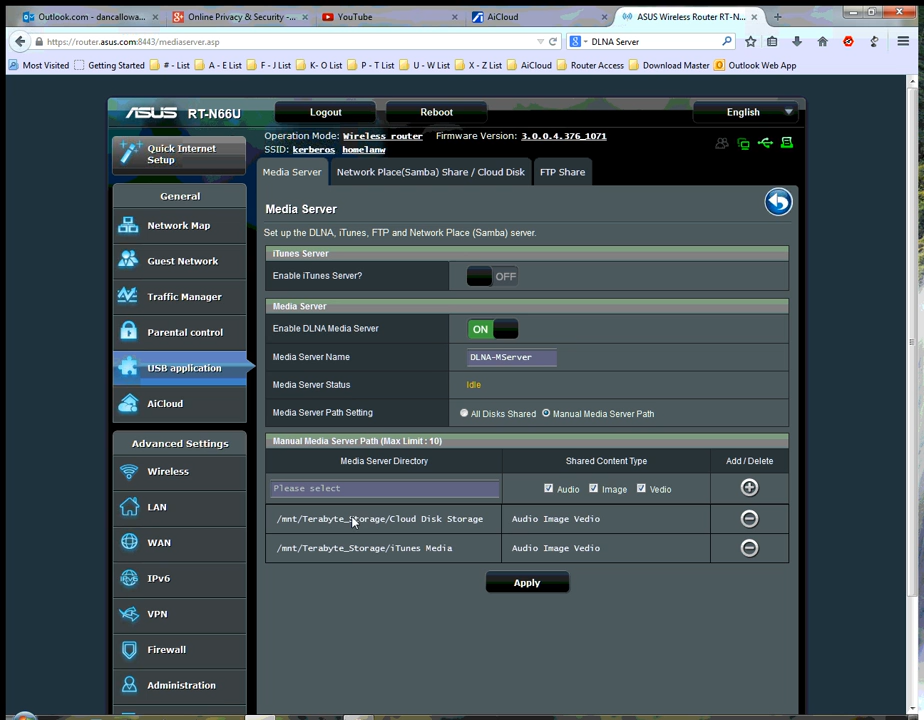 Outlook.com - dancallowa...
Online Privacy & Security -...
YouTube
AiCloud
ASUS Wireless Router RT-N...
https://router.asus.com:8443/mediaserver.asp
DLNA Server
Most Visited
Getting Started
# - List
A - E List
F - J List
K- O List
P - T List
U - W List
X - Z List
AiCloud
Router Access
Download Master
Outlook Web App
ASUS RT-N66U
Logout
Reboot
English
Quick Internet
Setup
Operation Mode: Wireless router Firmware Version: 3.0.0.4.376_1071
SSID: kerberos homelanw
Media Server
Network Place(Samba) Share / Cloud Disk
FTP Share
General
Network Map
Guest Network
Traffic Manager
Parental control
USB application
AiCloud
Advanced Settings
Wireless
LAN
WAN
IPv6
VPN
Firewall
Administration
Media Server
Set up the DLNA, iTunes, FTP and Network Place (Samba) server.
iTunes Server
Enable iTunes Server? OFF
Media Server
Enable DLNA Media Server ON
Media Server Name DLNA-MServer
Media Server Status Idle
Media Server Path Setting All Disks Shared Manual Media Server Path
Manual Media Server Path (Max Limit : 10)
Media Server Directory Shared Content Type Add / Delete
Please select Audio Image Vedio
/mnt/Terabyte_Storage/Cloud Disk Storage Audio Image Vedio
/mnt/Terabyte_Storage/iTunes Media Audio Image Vedio
Apply